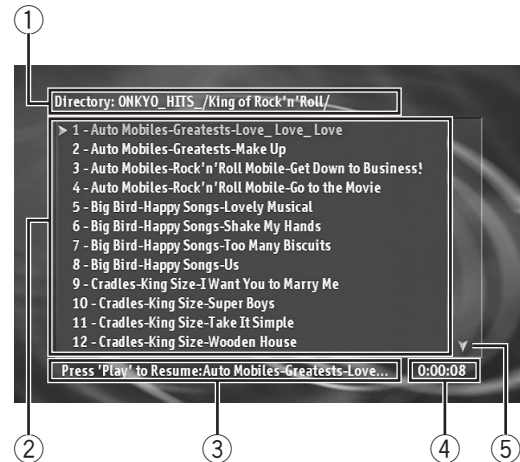 ①
Directory: ONKYO_HITS_/King of Rock'n'Roll/
1 - Auto Mobiles-Greatests-Love_ Love_ Love
2 - Auto Mobiles-Greatests-Make Up
3 - Auto Mobiles-Rock'n'Roll Mobile-Get Down to Business!
4 - Auto Mobiles-Rock'n'Roll Mobile-Go to the Movie
5 - Big Bird-Happy Songs-Lovely Musical
6 - Big Bird-Happy Songs-Shake My Hands
7 - Big Bird-Happy Songs-Too Many Biscuits
8 - Big Bird-Happy Songs-Us
9 - Cradles-King Size-I Want You to Marry Me
10 - Cradles-King Size-Super Boys
11 - Cradles-King Size-Take It Simple
12 - Cradles-King Size-Wooden House
Press 'Play' to Resume:Auto Mobiles-Greatests-Love... 0:00:08
② ③ ④ ⑤